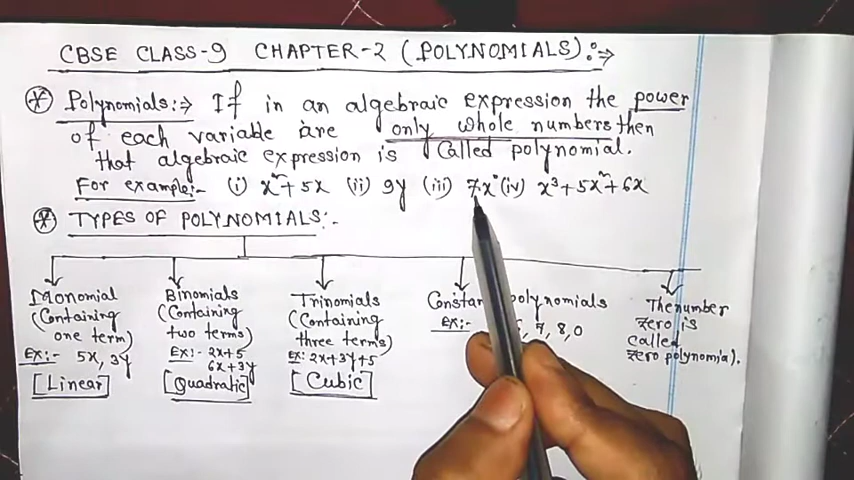 CBSE CLASS-9 CHAPTER-2 (POLYNOMIALS):→
* Polynomials:→ If in an algebraic expression the power
of each variable are only whole numbers then
that algebraic expression is called polynomial.
For example:- (i) x²+5x (ii) 9y (iii) 7x° (iv) x³+5x²+6x
* TYPES OF POLYNOMIALS:-
Monomial
(Containing
one term)
Ex:- 5x, 3y
[Linear]
Binomials
(Containing
two terms)
Ex:- 2x+5
6x+3y
[Quadratic]
Trinomials
(Containing
three terms)
Ex: 2x+3y+5
[Cubic]
Constant polynomials
Ex:- 7, 8, 0
The number
zero is
called
zero polynomial.